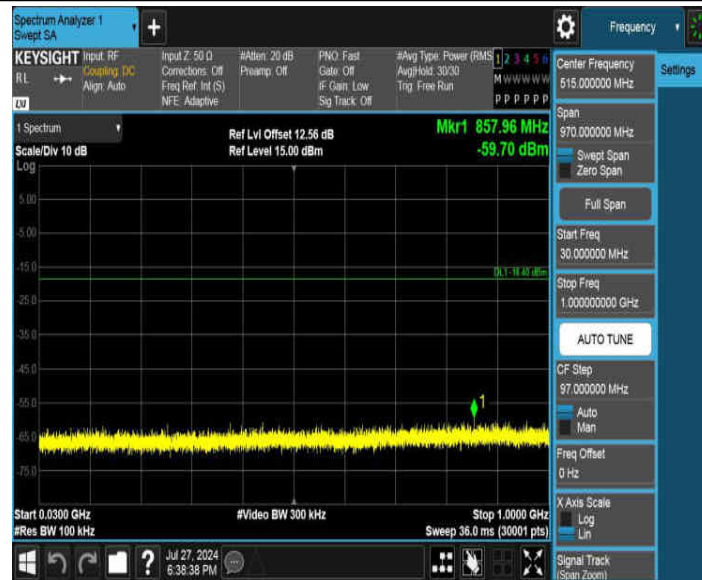 Spectrum Analyzer 1
Swept SA
+
Frequency
KEYSIGHT
RL
Input: RF
Coupling: DC
Align: Auto
Input Z: 50 Ω
Corrections: Off
Freq Ref: Int (S)
NFE: Adaptive
#Atten: 20 dB
Preamp: Off
PNO: Fast
Gate: Off
IF Gain: Low
Sig Track: Off
#Avg Type: Power (RMS
Avg|Hold: 30/30
Trig: Free Run
1 2 3 4 5 6
M W W W W W
P P P P P P
1 Spectrum
Scale/Div 10 dB
Log
Ref Lvl Offset 12.56 dB
Ref Level 15.00 dBm
Mkr1 857.96 MHz
-59.70 dBm
5.00
-5.00
-15.0
DL1 -18.40 dBm
-25.0
-35.0
-45.0
-55.0
1
-65.0
-75.0
Start 0.0300 GHz
#Res BW 100 kHz
#Video BW 300 kHz
Stop 1.0000 GHz
Sweep 36.0 ms (30001 pts)
Jul 27, 2024
6:38:38 PM
Center Frequency
515.000000 MHz
Settings
Span
970.000000 MHz
Swept Span
Zero Span
Full Span
Start Freq
30.000000 MHz
Stop Freq
1.000000000 GHz
AUTO TUNE
CF Step
97.000000 MHz
Auto
Man
Freq Offset
0 Hz
X Axis Scale
Log
Lin
Signal Track
(Span Zoom)